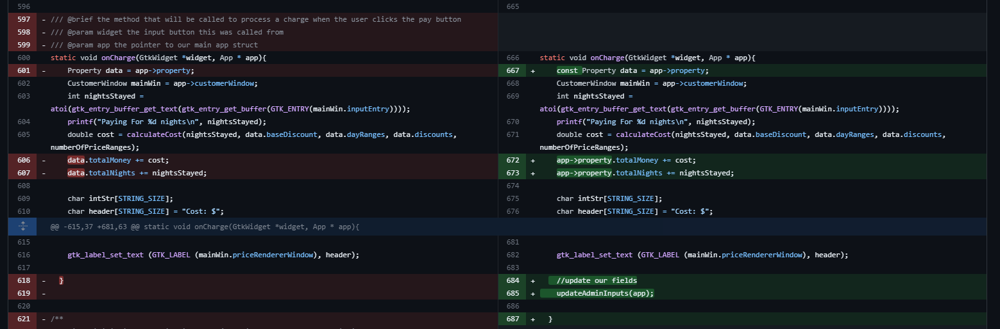 596 665
597 - /// @brief the method that will be called to process a charge when the user clicks the pay button
598 - /// @param widget the input button this was called from
599 - /// @param app the pointer to our main app struct
600 static void onCharge(GtkWidget *widget, App * app){ 666 static void onCharge(GtkWidget *widget, App * app){
601 - Property data = app->property; 667 + const Property data = app->property;
602 CustomerWindow mainWin = app->customerWindow; 668 CustomerWindow mainWin = app->customerWindow;
603 int nightsStayed = 669 int nightsStayed =
atoi(gtk_entry_buffer_get_text(gtk_entry_get_buffer(GTK_ENTRY(mainWin.inputEntry)))); atoi(gtk_entry_buffer_get_text(gtk_entry_get_buffer(GTK_ENTRY(mainWin.inputEntry))));
604 printf("Paying For %d nights\n", nightsStayed); 670 printf("Paying For %d nights\n", nightsStayed);
605 double cost = calculateCost(nightsStayed, data.baseDiscount, data.dayRanges, data.discounts, 671 double cost = calculateCost(nightsStayed, data.baseDiscount, data.dayRanges, data.discounts,
numberOfPriceRanges); numberOfPriceRanges);
606 - data.totalMoney += cost; 672 + app->property.totalMoney += cost;
607 - data.totalNights += nightsStayed; 673 + app->property.totalNights += nightsStayed;
608 674
609 char intStr[STRING_SIZE]; 675 char intStr[STRING_SIZE];
610 char header[STRING_SIZE] = "Cost: $"; 676 char header[STRING_SIZE] = "Cost: $";
@@ -615,37 +681,63 @@ static void onCharge(GtkWidget *widget, App * app){
615 681
616 gtk_label_set_text (GTK_LABEL (mainWin.priceRendererWindow), header); 682 gtk_label_set_text (GTK_LABEL (mainWin.priceRendererWindow), header);
617 683
618 - } 684 + //update our fields
619 - 685 + updateAdminInputs(app);
620 686
621 - /** 687 + }